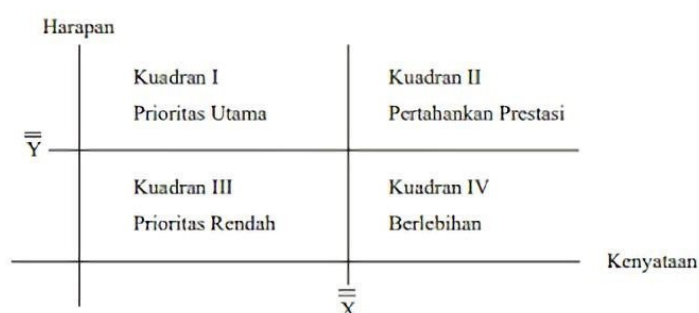 Harapan
Kuadran I
Prioritas Utama
Kuadran II
Pertahankan Prestasi
Y
Kuadran III
Prioritas Rendah
Kuadran IV
Berlebihan
Kenyataan
X